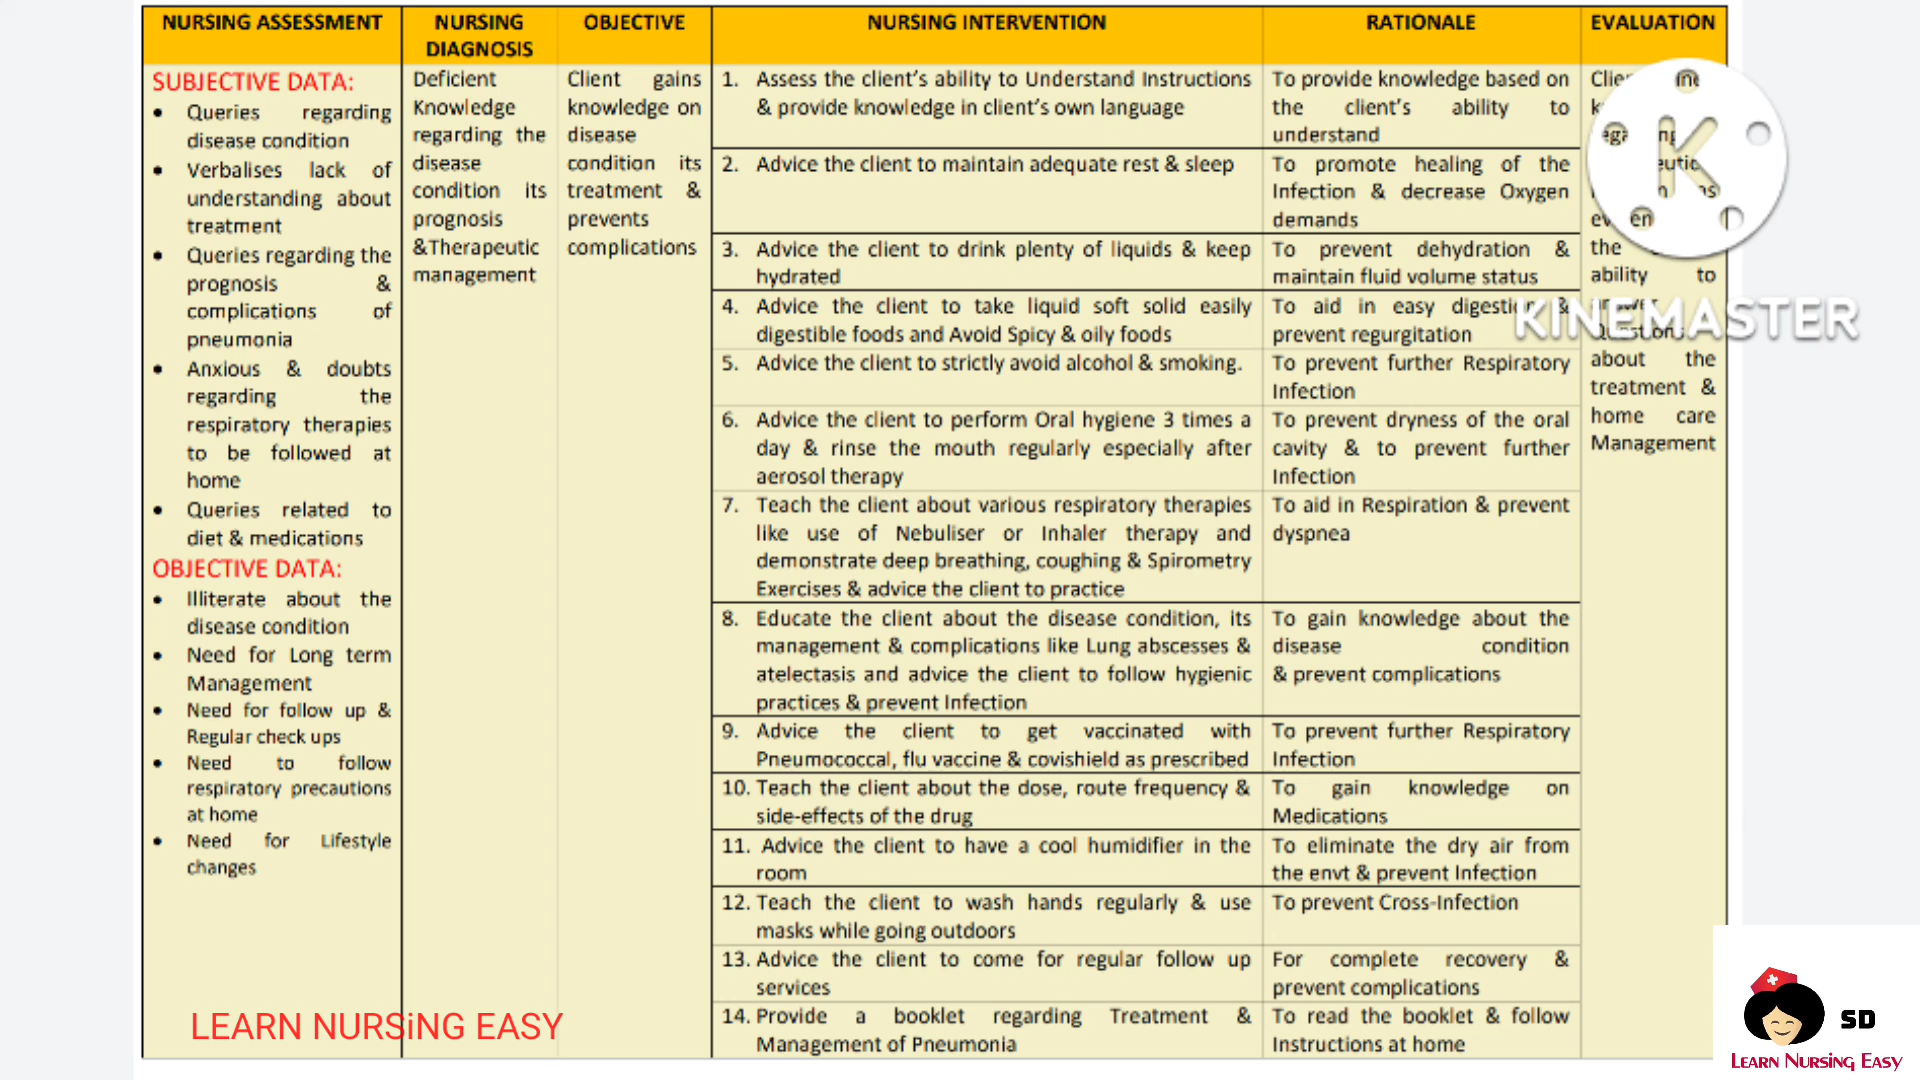 NURSING ASSESSMENT
SUBJECTIVE DATA:
• Queries regarding
disease condition
• Verbalises lack of
understanding about
treatment
• Queries regarding the
prognosis &
complications of
pneumonia
• Anxious & doubts
regarding the
respiratory therapies
to be followed at
home
• Queries related to
diet & medications
OBJECTIVE DATA:
• Illiterate about the
disease condition
• Need for Long term
Management
• Need for follow up &
Regular check ups
• Need to follow
respiratory precautions
at home
• Need for Lifestyle
changes
NURSING
DIAGNOSIS
Deficient
Knowledge
regarding the
disease
condition its
prognosis
&Therapeutic
management
OBJECTIVE
Client gains
knowledge on
disease
condition its
treatment &
prevents
complications
NURSING INTERVENTION
RATIONALE
1. Assess the client's ability to Understand Instructions
& provide knowledge in client's own language
To provide knowledge based on
the client's ability to
understand
2. Advice the client to maintain adequate rest & sleep
To promote healing of the
Infection & decrease Oxygen
demands
3. Advice the client to drink plenty of liquids & keep
hydrated
To prevent dehydration &
maintain fluid volume status
4. Advice the client to take liquid soft solid easily
digestible foods and Avoid Spicy & oily foods
To aid in easy digestion &
prevent regurgitation
5. Advice the client to strictly avoid alcohol & smoking.
To prevent further Respiratory
Infection
6. Advice the client to perform Oral hygiene 3 times a
day & rinse the mouth regularly especially after
aerosol therapy
To prevent dryness of the oral
cavity & to prevent further
Infection
7. Teach the client about various respiratory therapies
like use of Nebuliser or Inhaler therapy and
demonstrate deep breathing, coughing & Spirometry
Exercises & advice the client to practice
To aid in Respiration & prevent
dyspnea
8. Educate the client about the disease condition, its
management & complications like Lung abscesses &
atelectasis and advice the client to follow hygienic
practices & prevent Infection
To gain knowledge about the
disease condition
& prevent complications
9. Advice the client to get vaccinated with
Pneumococcal, flu vaccine & covishield as prescribed
To prevent further Respiratory
Infection
10. Teach the client about the dose, route frequency &
side-effects of the drug
To gain knowledge on
Medications
11. Advice the client to have a cool humidifier in the
room
To eliminate the dry air from
the envt & prevent Infection
12. Teach the client to wash hands regularly & use
masks while going outdoors
To prevent Cross-Infection
13. Advice the client to come for regular follow up
services
For complete recovery &
prevent complications
14. Provide a booklet regarding Treatment &
Management of Pneumonia
To read the booklet & follow
Instructions at home
EVALUATION
the
ability to
answer
Questions
about the
treatment &
home care
Management
K
KINEMASTER
LEARN NURSiNG EASY
SD
LEARN NURSING EASY